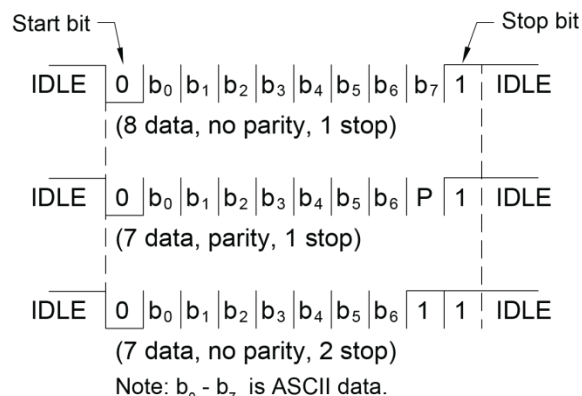 Start bit Stop bit
IDLE 0 b₀ b₁ b₂ b₃ b₄ b₅ b₆ b₇ 1 IDLE
(8 data, no parity, 1 stop)
IDLE 0 b₀ b₁ b₂ b₃ b₄ b₅ b₆ P 1 IDLE
(7 data, parity, 1 stop)
IDLE 0 b₀ b₁ b₂ b₃ b₄ b₅ b₆ 1 1 IDLE
(7 data, no parity, 2 stop)
Note: b₀ - b₇ is ASCII data.